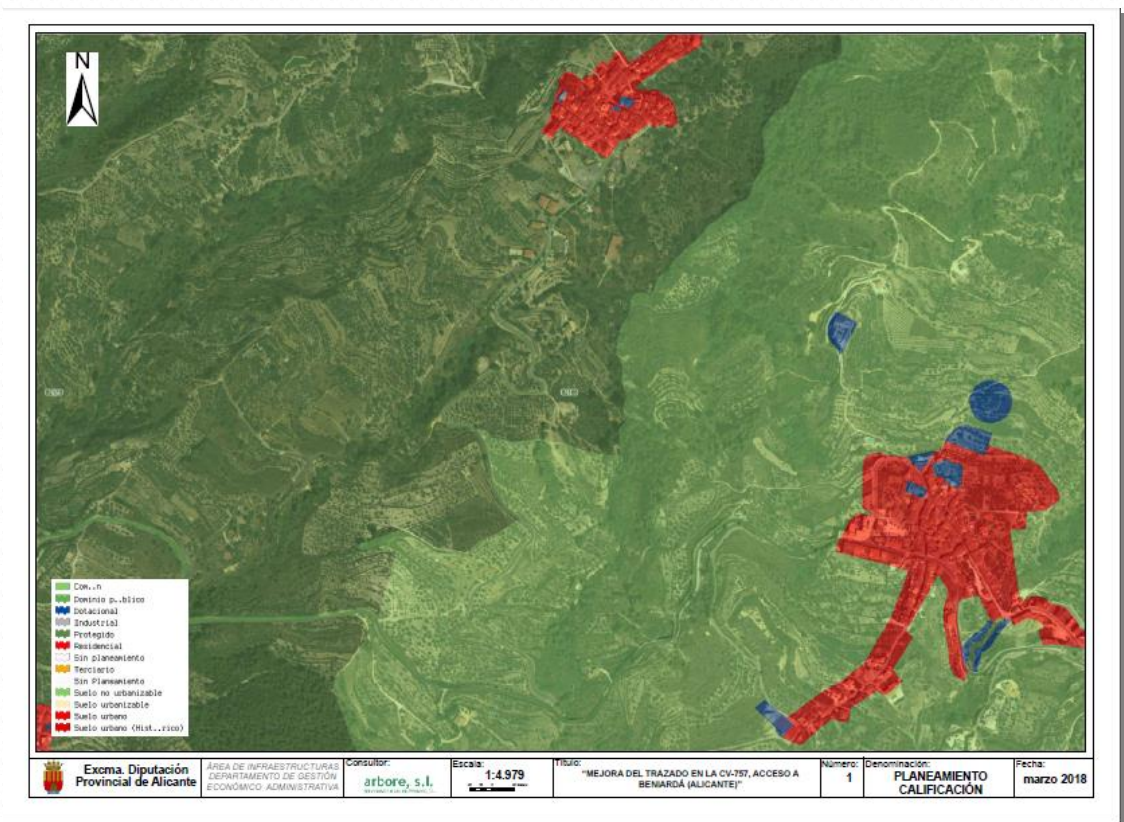 N
Com..n
Dominio p..blico
Dotacional
Industrial
Protegido
Residencial
Sin planeamiento
Terciario
Sin Planeamiento
Suelo no urbanizable
Suelo urbanizable
Suelo urbano
Suelo urbano (Hist..rico)
Excma. Diputación
Provincial de Alicante
ÁREA DE INFRAESTRUCTURAS
DEPARTAMENTO DE GESTIÓN
ECONÓMICO ADMINISTRATIVA
Consultor:
arbore, s.l.
Escala:
1:4.979
Título:
"MEJORA DEL TRAZADO EN LA CV-757, ACCESO A
BENIARDÁ (ALICANTE)"
Número:
1
Denominación:
PLANEAMIENTO
CALIFICACIÓN
Fecha:
marzo 2018